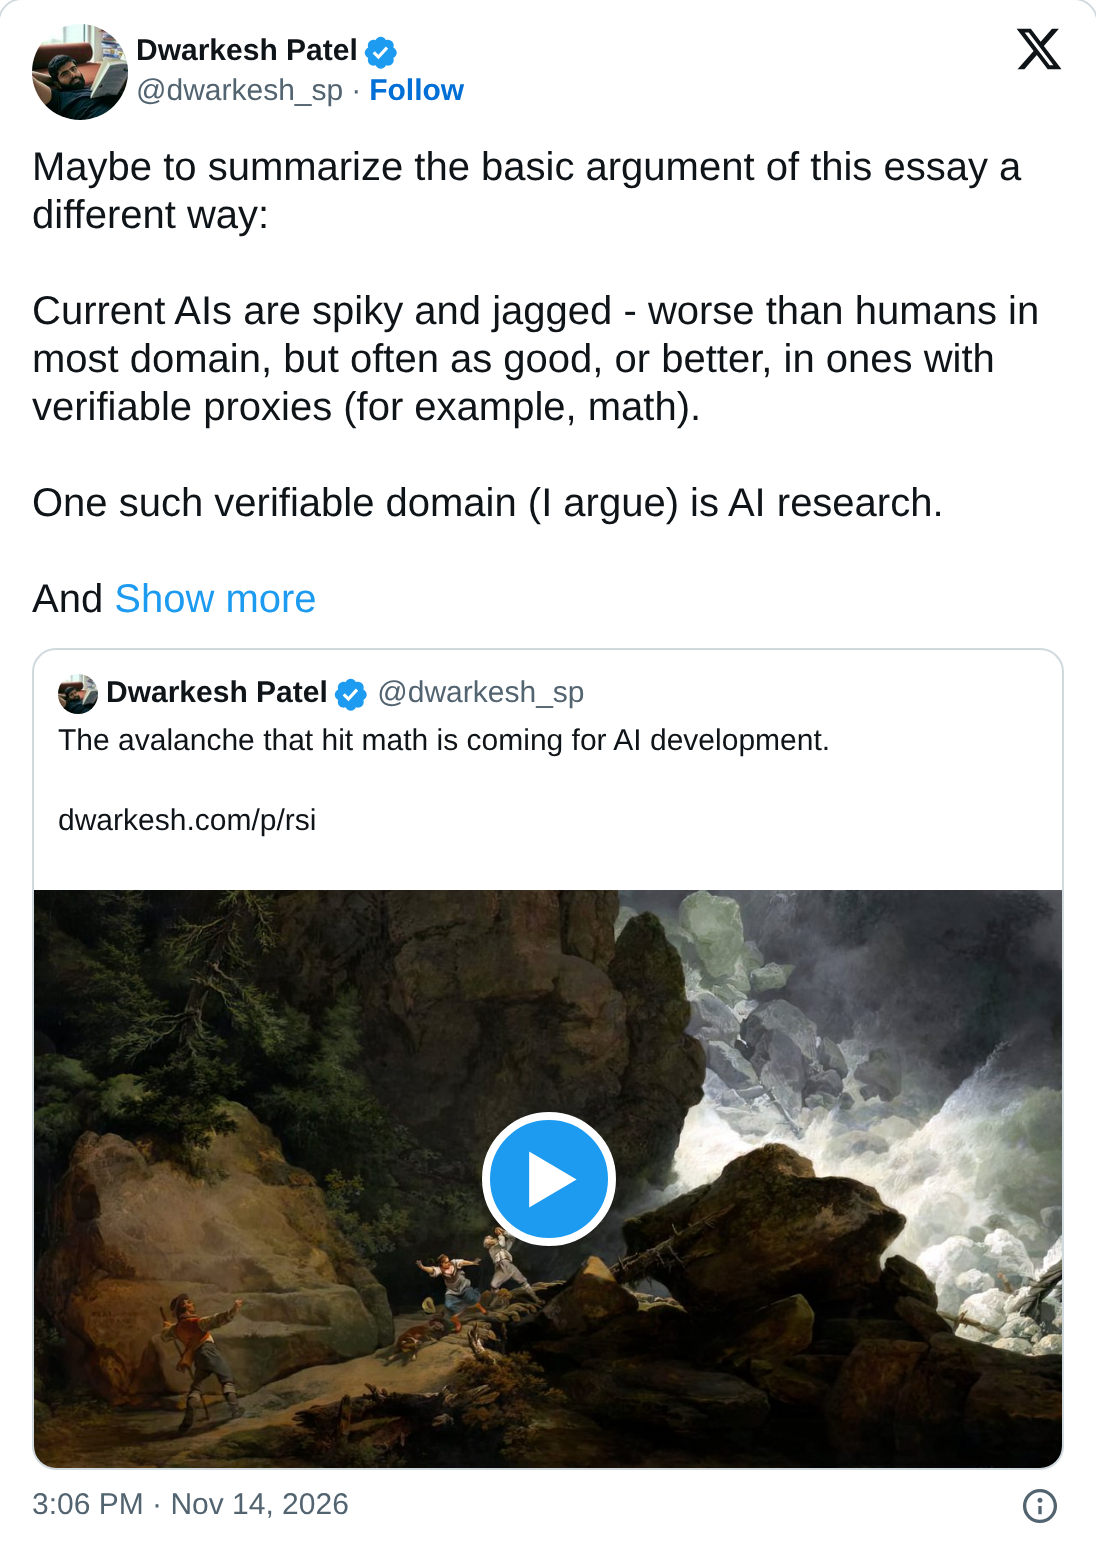 Dwarkesh Patel
@dwarkesh_sp · Follow
Maybe to summarize the basic argument of this essay a
different way:
Current AIs are spiky and jagged - worse than humans in
most domain, but often as good, or better, in ones with
verifiable proxies (for example, math).
One such verifiable domain (I argue) is AI research.
And Show more
Dwarkesh Patel @dwarkesh_sp
The avalanche that hit math is coming for AI development.
dwarkesh.com/p/rsi
3:06 PM · Nov 14, 2026